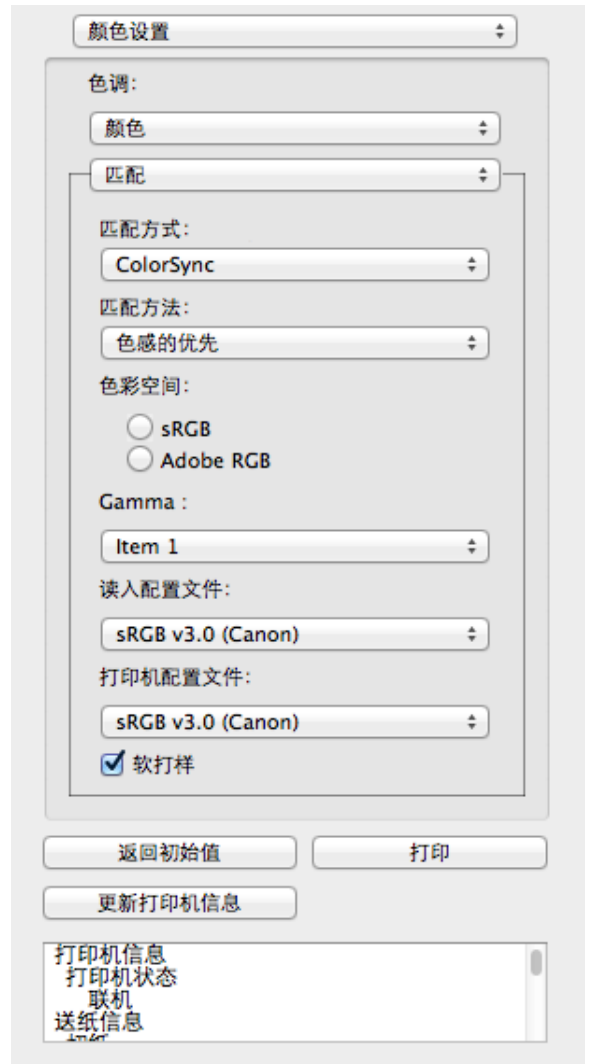 颜色设置
色调:
颜色
匹配
匹配方式:
ColorSync
匹配方法:
色感的优先
色彩空间:
sRGB
Adobe RGB
Gamma :
Item 1
读入配置文件:
sRGB v3.0 (Canon)
打印机配置文件:
sRGB v3.0 (Canon)
软打样
返回初始值
打印
更新打印机信息
打印机信息
打印机状态
联机
送纸信息